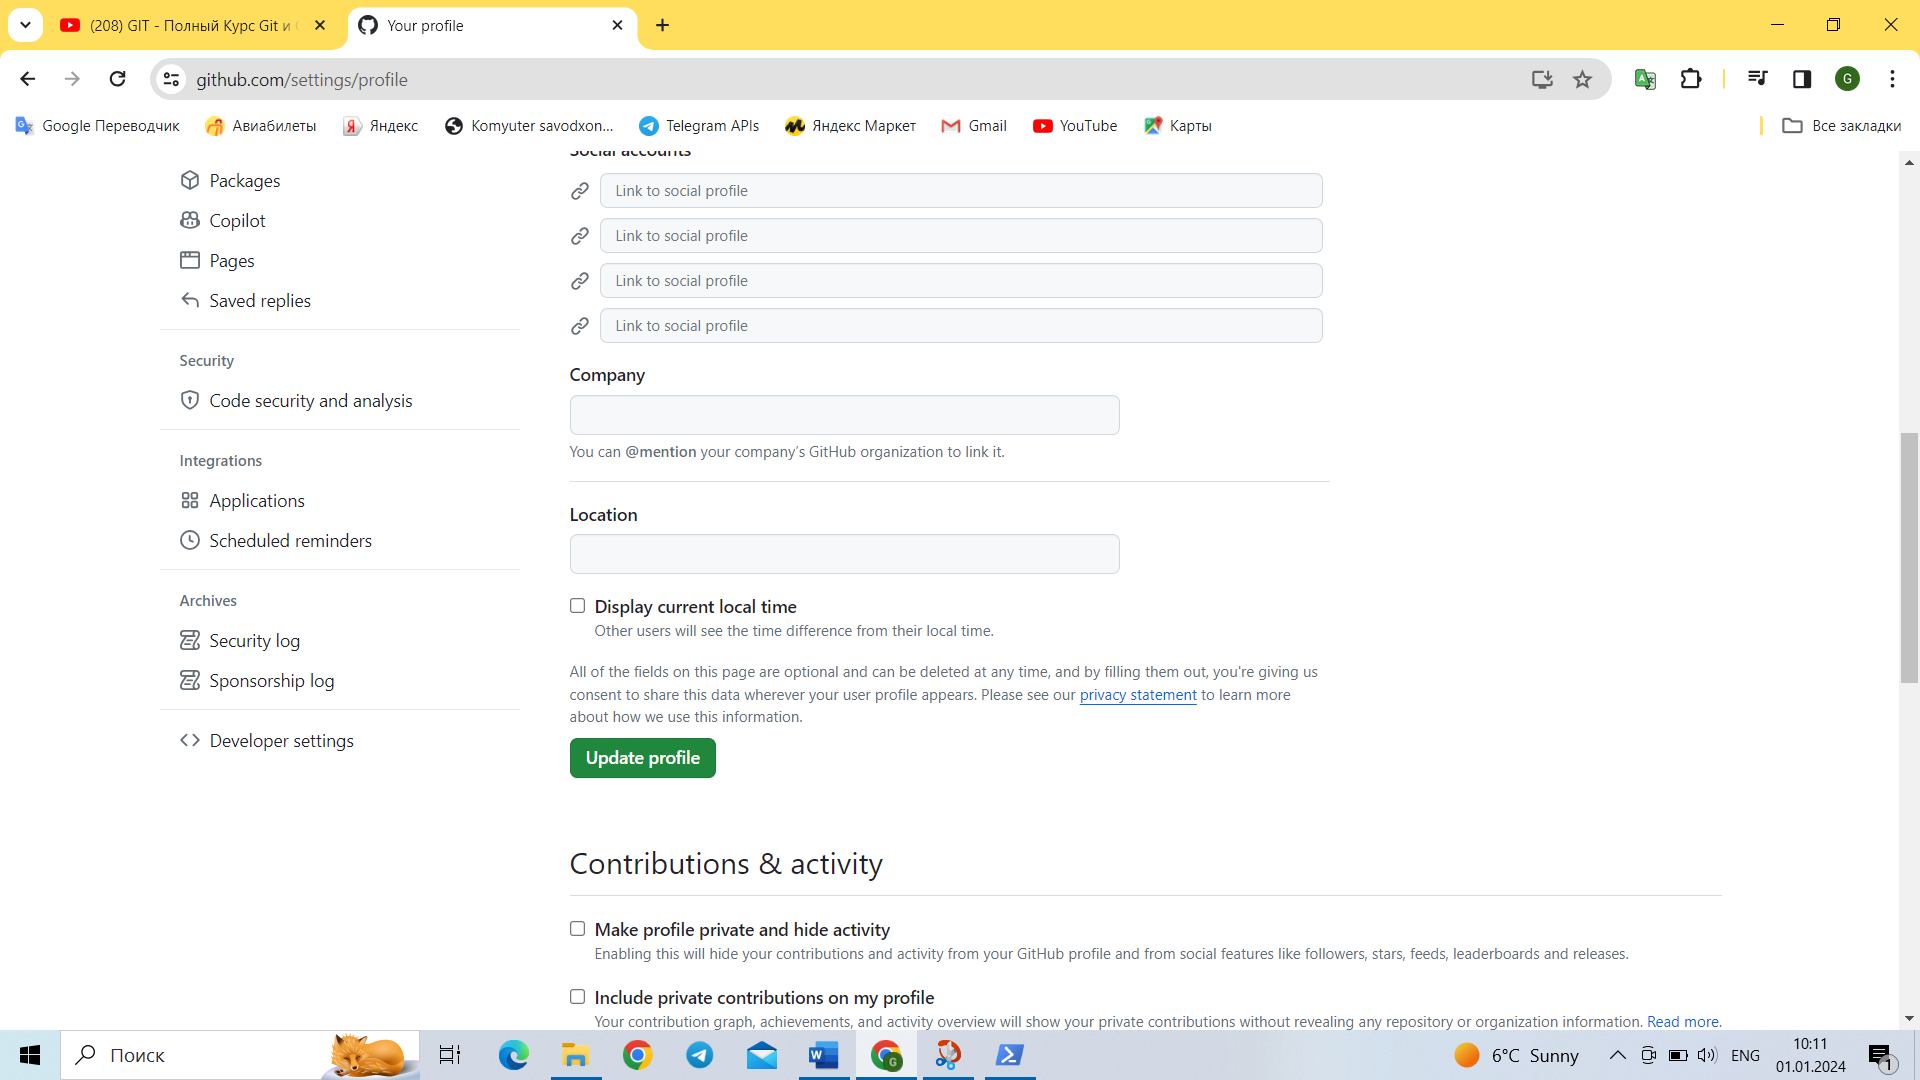 (208) GIT - Полный Курс Git и
Your profile
github.com/settings/profile
G
Google Переводчик
Авиабилеты
Яндекс
Komyuter savodxon...
Telegram APIs
Яндекс Маркет
Gmail
YouTube
Карты
Все закладки
Packages
Copilot
Pages
Saved replies
Security
Code security and analysis
Integrations
Applications
Scheduled reminders
Archives
Security log
Sponsorship log
Developer settings
Social accounts
Link to social profile
Link to social profile
Link to social profile
Link to social profile
Company
You can @mention your company's GitHub organization to link it.
Location
Display current local time
Other users will see the time difference from their local time.
All of the fields on this page are optional and can be deleted at any time, and by filling them out, you're giving us
consent to share this data wherever your user profile appears. Please see our privacy statement to learn more
about how we use this information.
Update profile
Contributions & activity
Make profile private and hide activity
Enabling this will hide your contributions and activity from your GitHub profile and from social features like followers, stars, feeds, leaderboards and releases.
Include private contributions on my profile
Your contribution graph, achievements, and activity overview will show your private contributions without revealing any repository or organization information. Read more.
Поиск
6°C Sunny
ENG
10:11
01.01.2024
1